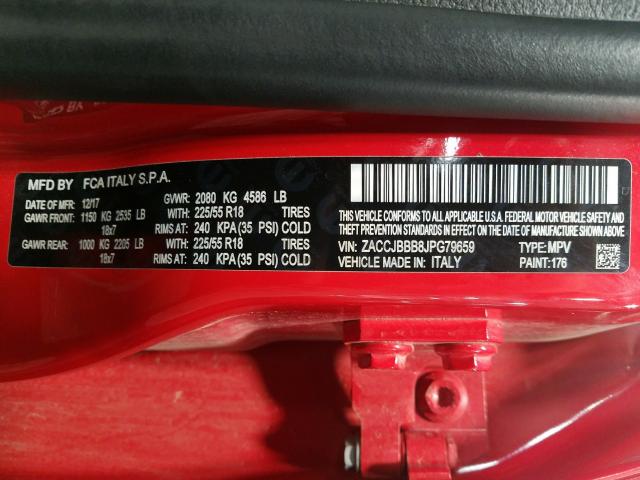 MFD BY FCA ITALY S.P.A.
DATE OF MFR: 12/17 GVWR: 2080 KG 4586 LB
GAWR FRONT: 1150 KG 2535 LB WITH: 225/55 R18 TIRES
18x7 RIMS AT: 240 KPA (35 PSI) COLD
GAWR REAR: 1000 KG 2205 LB WITH: 225/55 R18 TIRES
18x7 RIMS AT: 240 KPA (35 PSI) COLD
THIS VEHICLE CONFORMS TO ALL APPLICABLE U.S.A. FEDERAL MOTOR VEHICLE SAFETY AND
THEFT PREVENTION STANDARDS IN EFFECT ON THE DATE OF MANUFACTURE SHOWN ABOVE
VIN: ZACCJBBB8JPG79659 TYPE: MPV
VEHICLE MADE IN: ITALY PAINT: 176